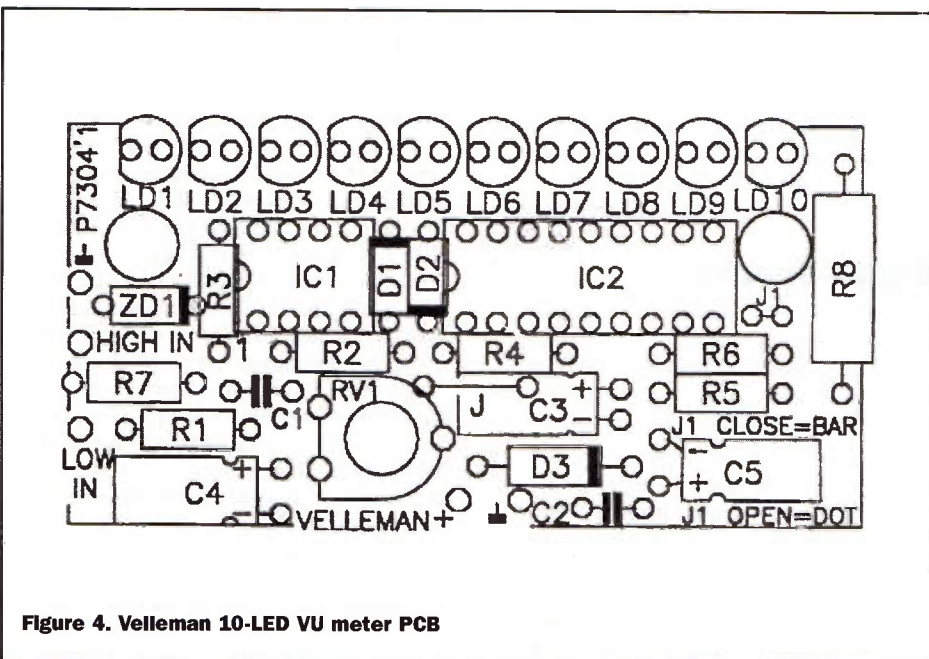 P7304'1
LD1 LD2 LD3 LD4 LD5 LD6 LD7 LD8 LD9 LD10
IC1 D1 D2 IC2
R3
R8
ZD1
J1
HIGH IN
1
R2 R4 R6
R7
RV1
R5
C1
J C3 +
-
R1
J1 CLOSE=BAR
LOW
IN
C4 +
-
D3
C5 -
+
VELLEMAN+
C2
J1 OPEN=DOT
Figure 4. Velleman 10-LED VU meter PCB